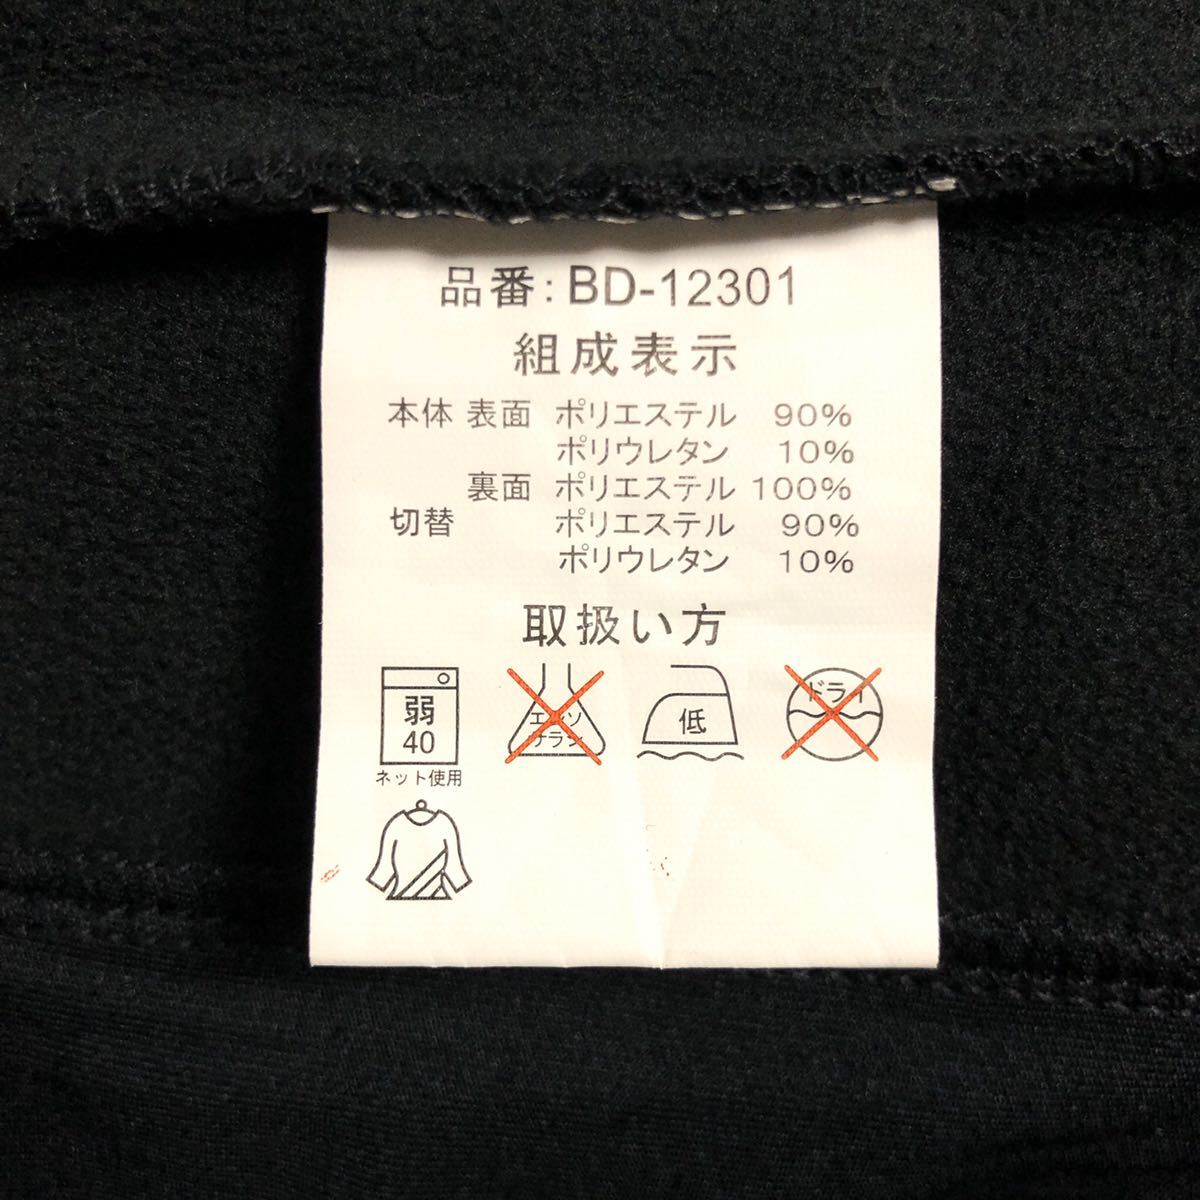 品番: BD-12301
組成表示
本体 表面 ポリエステル 90%
ポリウレタン 10%
裏面 ポリエステル 100%
切替 ポリエステル 90%
ポリウレタン 10%
取扱い方
弱 40
ネット使用
エンソ サラシ
低
ドライ